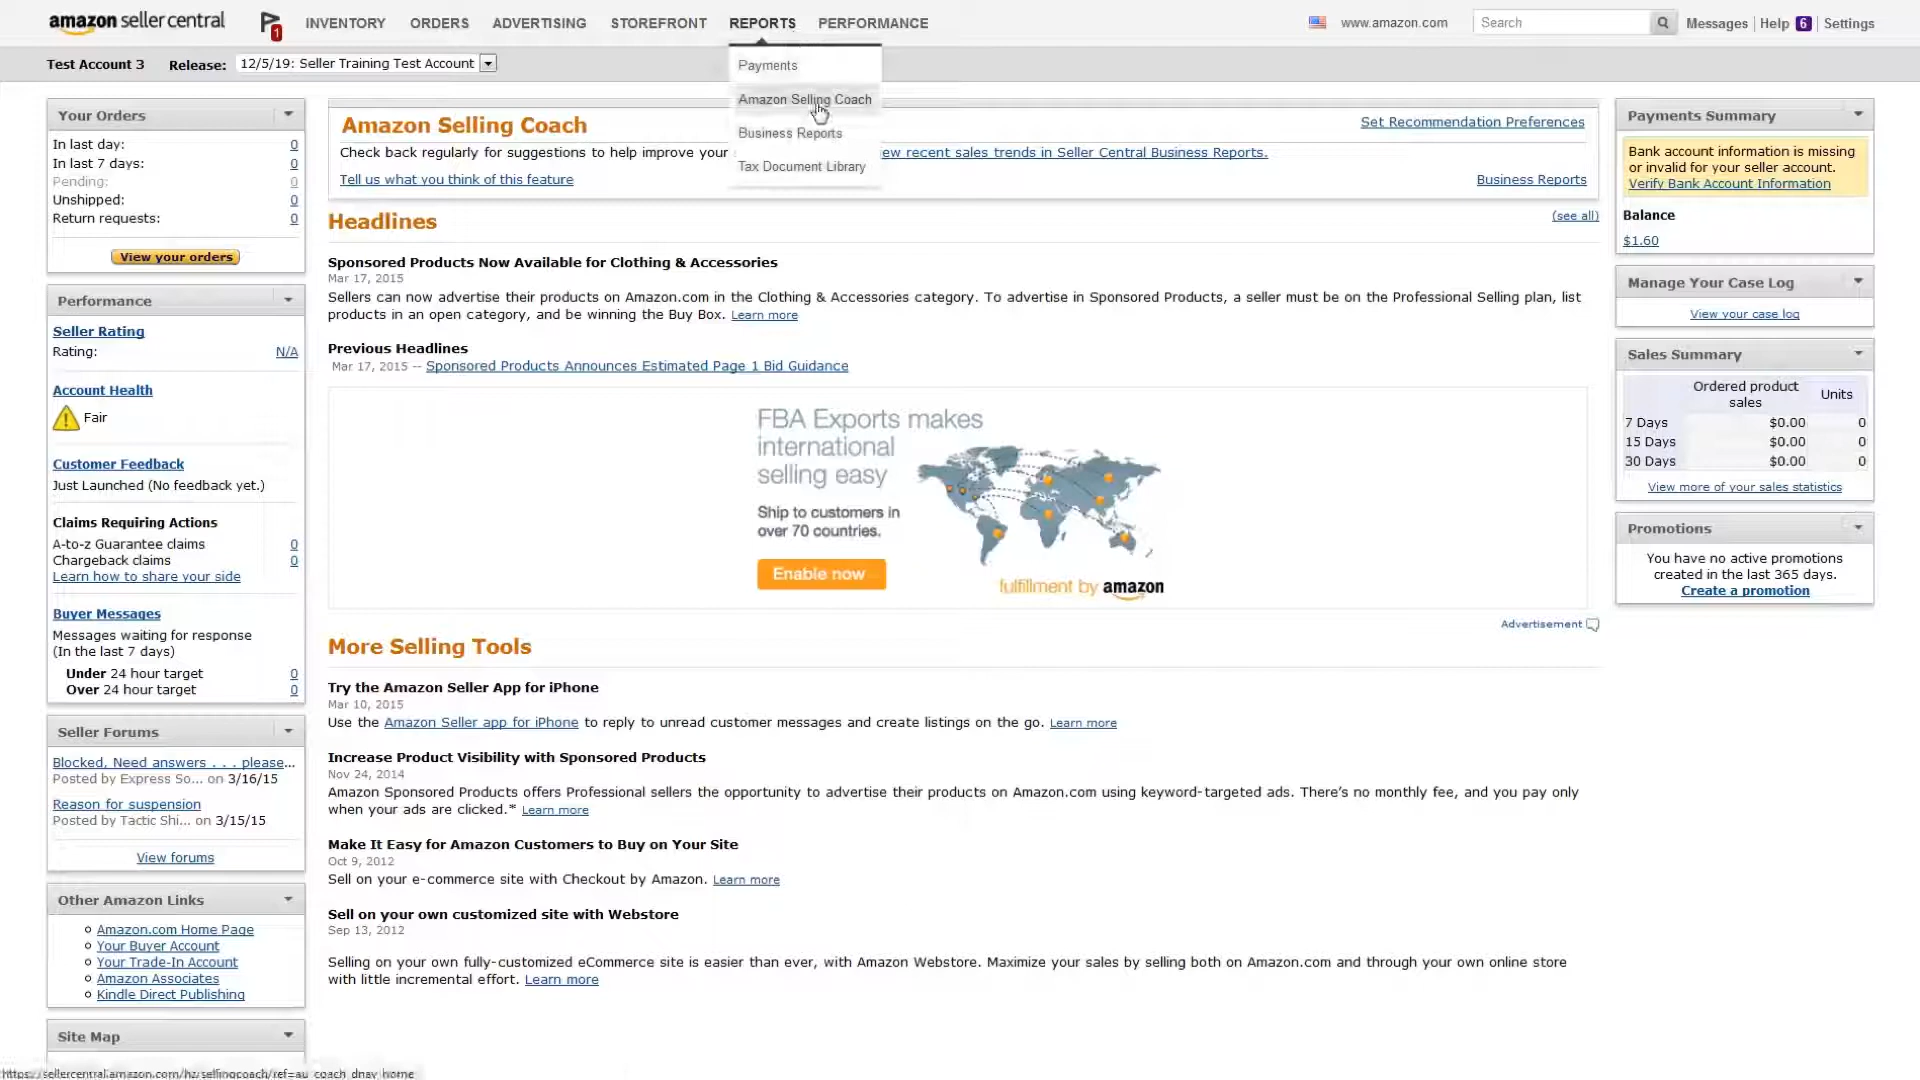 amazon seller central
1
INVENTORY
ORDERS
ADVERTISING
STOREFRONT
REPORTS
PERFORMANCE
www.amazon.com
Search
Messages | Help 6 | Settings
Test Account 3
Release: 12/5/19: Seller Training Test Account
Payments
Amazon Selling Coach
Business Reports
Tax Document Library
Your Orders
In last day: 0
In last 7 days: 0
Pending: 0
Unshipped: 0
Return requests: 0
View your orders
Performance
Seller Rating
Rating: N/A
Account Health
Fair
Customer Feedback
Just Launched (No feedback yet.)
Claims Requiring Actions
A-to-z Guarantee claims 0
Chargeback claims 0
Learn how to share your side
Buyer Messages
Messages waiting for response
(In the last 7 days)
Under 24 hour target 0
Over 24 hour target 0
Seller Forums
Blocked, Need answers . . . please...
Posted by Express So... on 3/16/15
Reason for suspension
Posted by Tactic Shi... on 3/15/15
View forums
Other Amazon Links
Amazon.com Home Page
Your Buyer Account
Your Trade-In Account
Amazon Associates
Kindle Direct Publishing
Site Map
https://sellercentral.amazon.com/hz/sellingcoach/ref=au_coach_dnav_home
Amazon Selling Coach
Set Recommendation Preferences
Check back regularly for suggestions to help improve your
ew recent sales trends in Seller Central Business Reports.
Tell us what you think of this feature
Business Reports
Headlines
(see all)
Sponsored Products Now Available for Clothing & Accessories
Mar 17, 2015
Sellers can now advertise their products on Amazon.com in the Clothing & Accessories category. To advertise in Sponsored Products, a seller must be on the Professional Selling plan, list
products in an open category, and be winning the Buy Box. Learn more
Previous Headlines
Mar 17, 2015 -- Sponsored Products Announces Estimated Page 1 Bid Guidance
FBA Exports makes
international
selling easy
Ship to customers in
over 70 countries.
Enable now
fulfillment by amazon
Advertisement
More Selling Tools
Try the Amazon Seller App for iPhone
Mar 10, 2015
Use the Amazon Seller app for iPhone to reply to unread customer messages and create listings on the go. Learn more
Increase Product Visibility with Sponsored Products
Nov 24, 2014
Amazon Sponsored Products offers Professional sellers the opportunity to advertise their products on Amazon.com using keyword-targeted ads. There's no monthly fee, and you pay only
when your ads are clicked.* Learn more
Make It Easy for Amazon Customers to Buy on Your Site
Oct 9, 2012
Sell on your e-commerce site with Checkout by Amazon. Learn more
Sell on your own customized site with Webstore
Sep 13, 2012
Selling on your own fully-customized eCommerce site is easier than ever, with Amazon Webstore. Maximize your sales by selling both on Amazon.com and through your own online store
with little incremental effort. Learn more
Payments Summary
Bank account information is missing
or invalid for your seller account.
Verify Bank Account Information
Balance
$1.60
Manage Your Case Log
View your case log
Sales Summary
Ordered product
sales
Units
7 Days $0.00 0
15 Days $0.00 0
30 Days $0.00 0
View more of your sales statistics
Promotions
You have no active promotions
created in the last 365 days.
Create a promotion